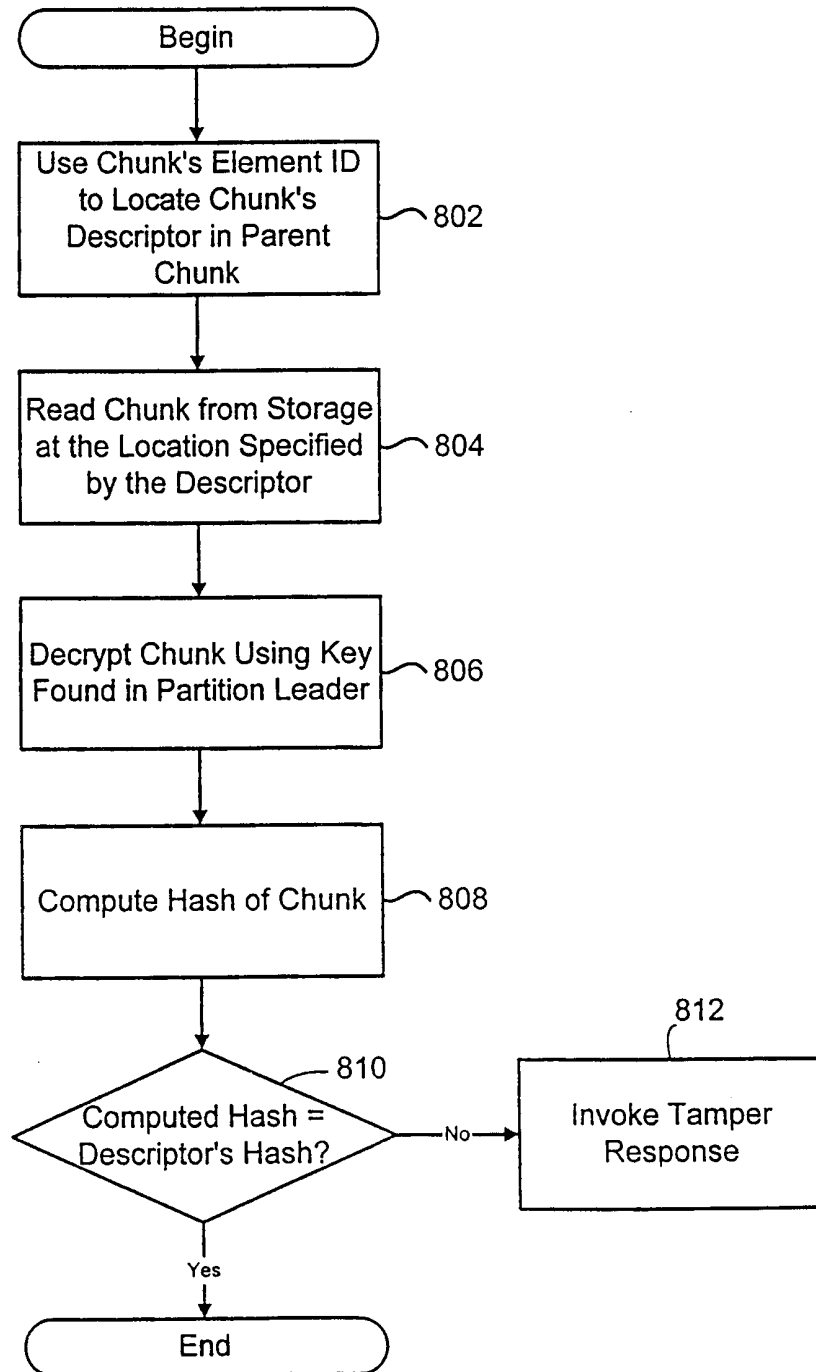 Begin
Use Chunk's Element ID
to Locate Chunk's
Descriptor in Parent
Chunk
802
Read Chunk from Storage
at the Location Specified
by the Descriptor
804
Decrypt Chunk Using Key
Found in Partition Leader
806
Compute Hash of Chunk
808
812
810
Computed Hash =
Descriptor's Hash?
No
Invoke Tamper
Response
Yes
End